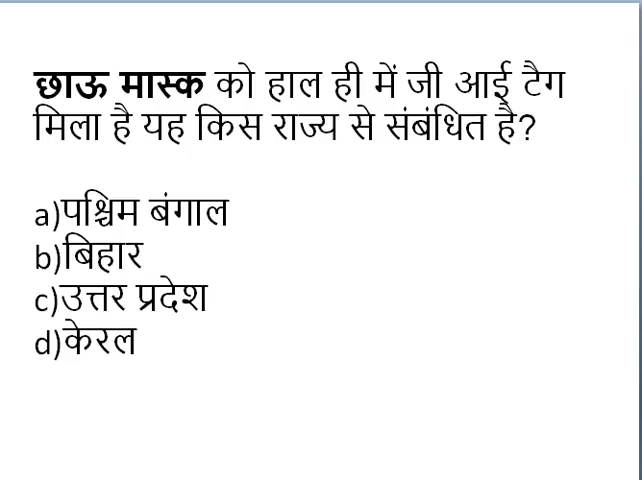 छाऊ मास्क को हाल ही में जी आई टैग
मिला है यह किस राज्य से संबंधित है?
a)पश्चिम बंगाल
b)बिहार
c)उत्तर प्रदेश
d)केरल